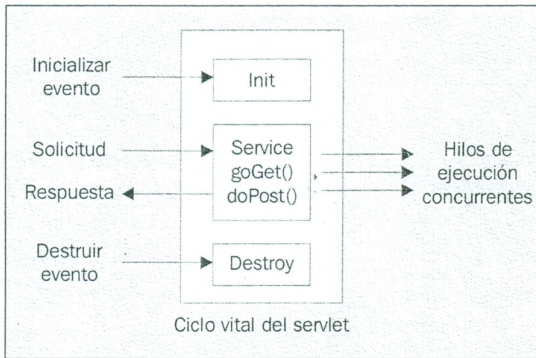 Inicializar
evento
Init
Solicitud
Respuesta
Service
goGet()
doPost()
Hilos de
ejecución
concurrentes
Destruir
evento
Destroy
Ciclo vital del servlet